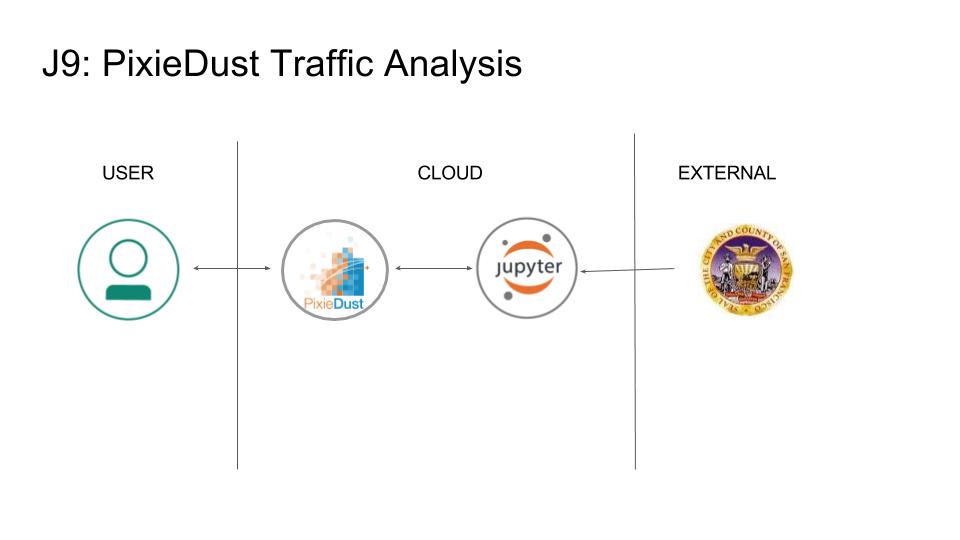 J9: PixieDust Traffic Analysis
USER
CLOUD
EXTERNAL
PixieDust
jupyter
SEAL OF THE CITY AND COUNTY OF SAN FRANCISCO